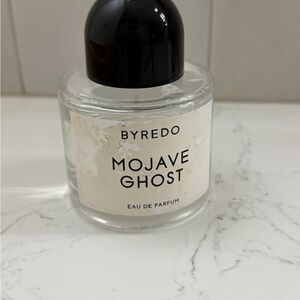 BYREDO
MOJAVE
GHOST
EAU DE PARFUM